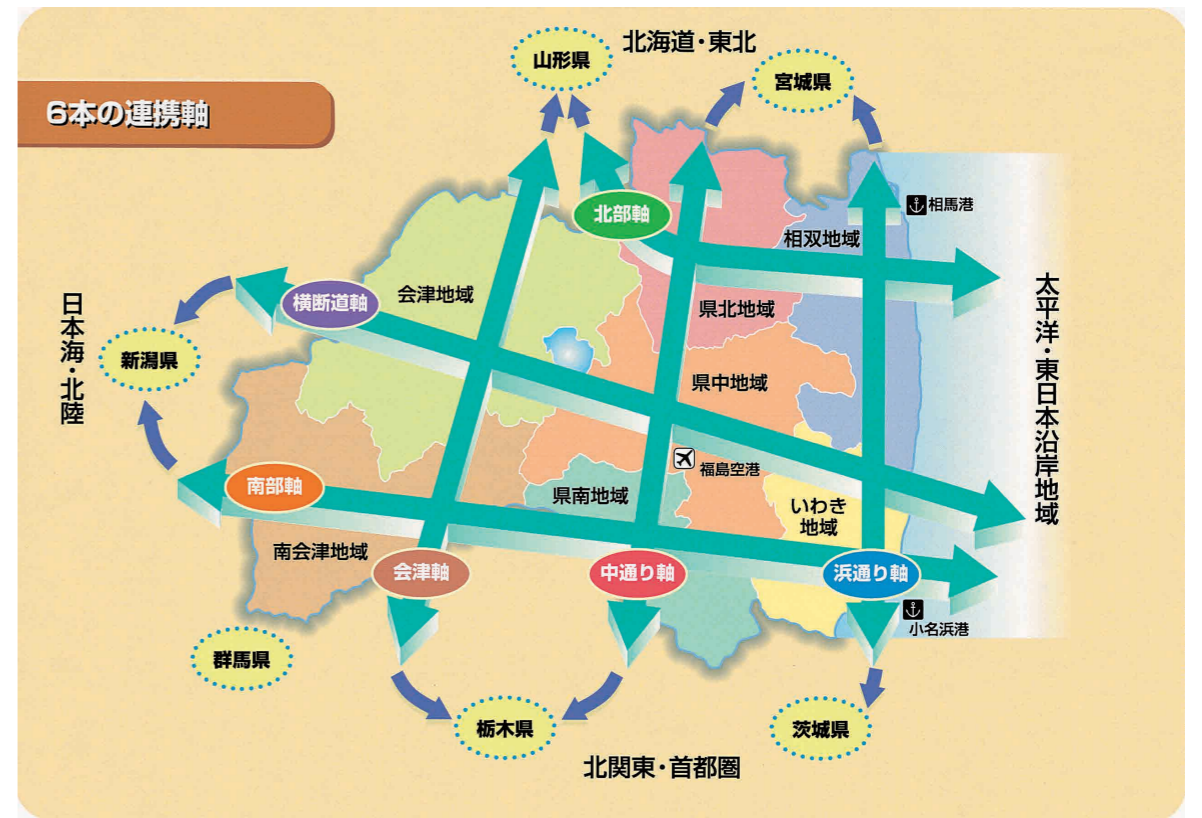 6本の連携軸
北海道・東北
山形県
宮城県
相馬港
北部軸
相双地域
横断道軸
会津地域
県北地域
日本海・北陸
新潟県
太平洋・東日本沿岸地域
県中地域
福島空港
南部軸
県南地域
いわき
地域
南会津地域
会津軸
中通り軸
浜通り軸
小名浜港
群馬県
栃木県
茨城県
北関東・首都圏